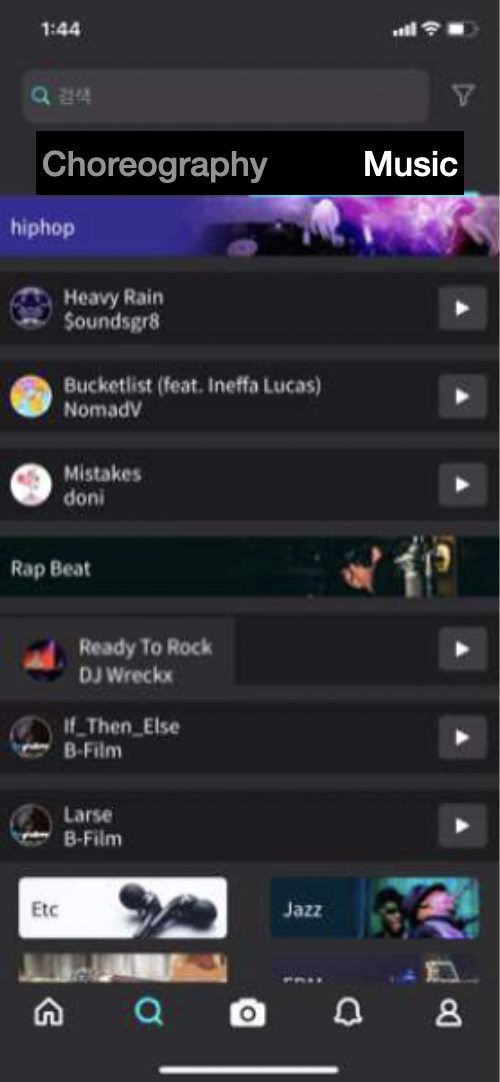 1:44
검색
Choreography Music
hiphop
Heavy Rain
$oundsgr8
Bucketlist (feat. Ineffa Lucas)
NomadV
Mistakes
doni
Rap Beat
Ready To Rock
DJ Wreckx
If_Then_Else
B-Film
Larse
B-Film
Etc Jazz